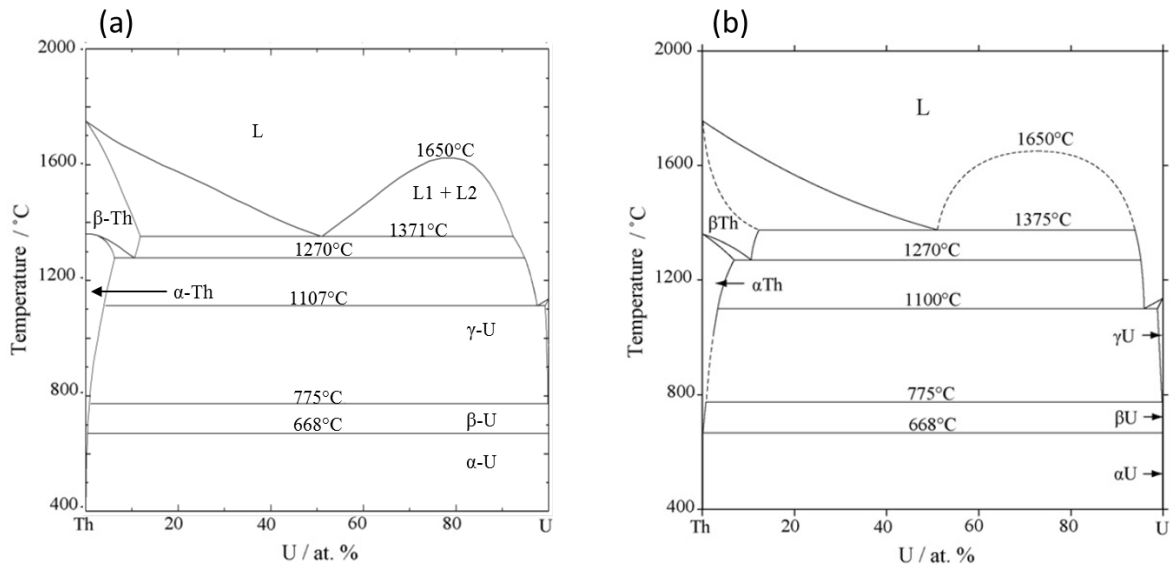 (a)
2000
1600
1200
800
400
Temperature / °C
L
1650°C
L1 + L2
β-Th
1371°C
1270°C
α-Th
1107°C
γ-U
775°C
668°C
β-U
α-U
Th
20
40
60
80
U
U / at. %
(b)
2000
1600
1200
800
400
Temperature / °C
L
1650°C
βTh
1375°C
1270°C
αTh
1100°C
γU
775°C
668°C
βU
αU
Th
20
40
60
80
U
U / at. %